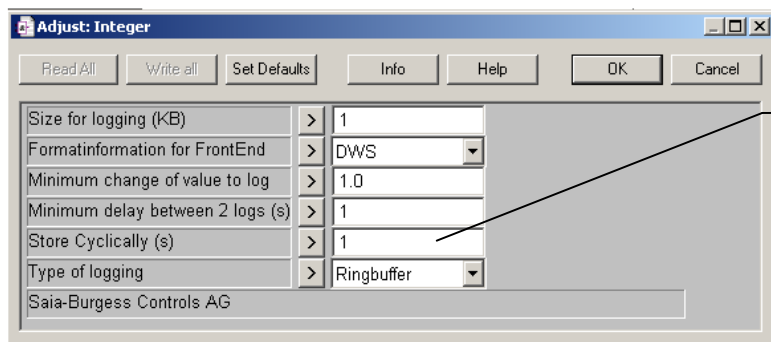 Adjust: Integer
Read All Write all Set Defaults Info Help OK Cancel
Size for logging (KB) > 1
Formatinformation for FrontEnd > DWS
Minimum change of value to log > 1.0
Minimum delay between 2 logs (s) > 1
Store Cyclically (s) > 1
Type of logging > Ringbuffer
Saia-Burgess Controls AG